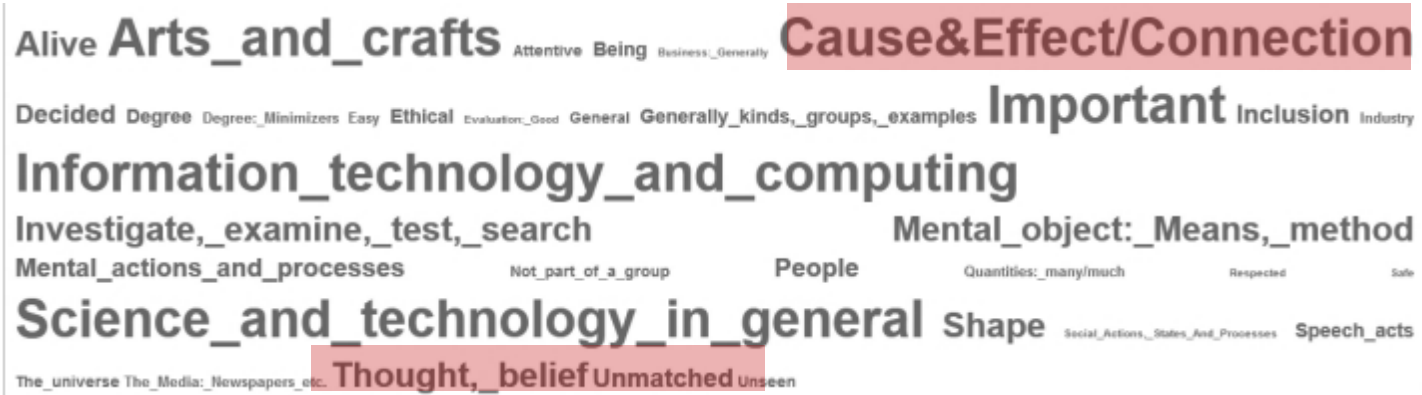 Alive Arts_and_crafts Attentive Being Business:_Generally Cause&Effect/Connection
Decided Degree Degree:_Minimizers Easy Ethical Evaluation:_Good General Generally_kinds,_groups,_examples Important Inclusion Industry
Information_technology_and_computing
Investigate,_examine,_test,_search Mental_object:_Means,_method
Mental_actions_and_processes Not_part_of_a_group People Quantities:_many/much Respected Safe
Science_and_technology_in_general Shape Social_Actions,_States_And_Processes Speech_acts
The_universe The_Media:_Newspapers_etc. Thought,_belief Unmatched Unseen